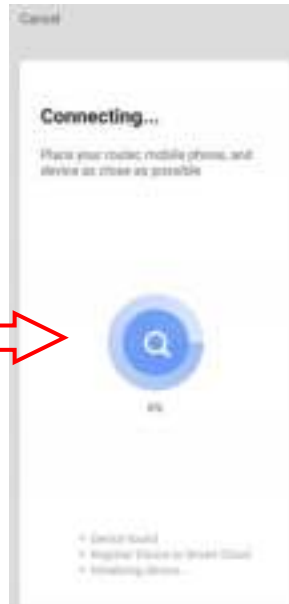 Cancel
Connecting...
Place your router, mobile phone, and
device as close as possible
Device found
Register Device to Smart Cloud
Initializing device...